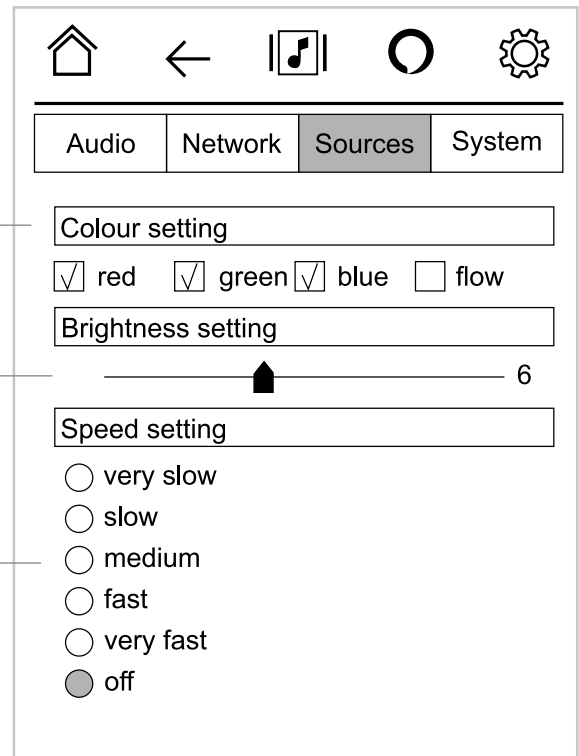 Audio Network Sources System
Colour setting
red green blue flow
Brightness setting
6
Speed setting
very slow
slow
medium
fast
very fast
off